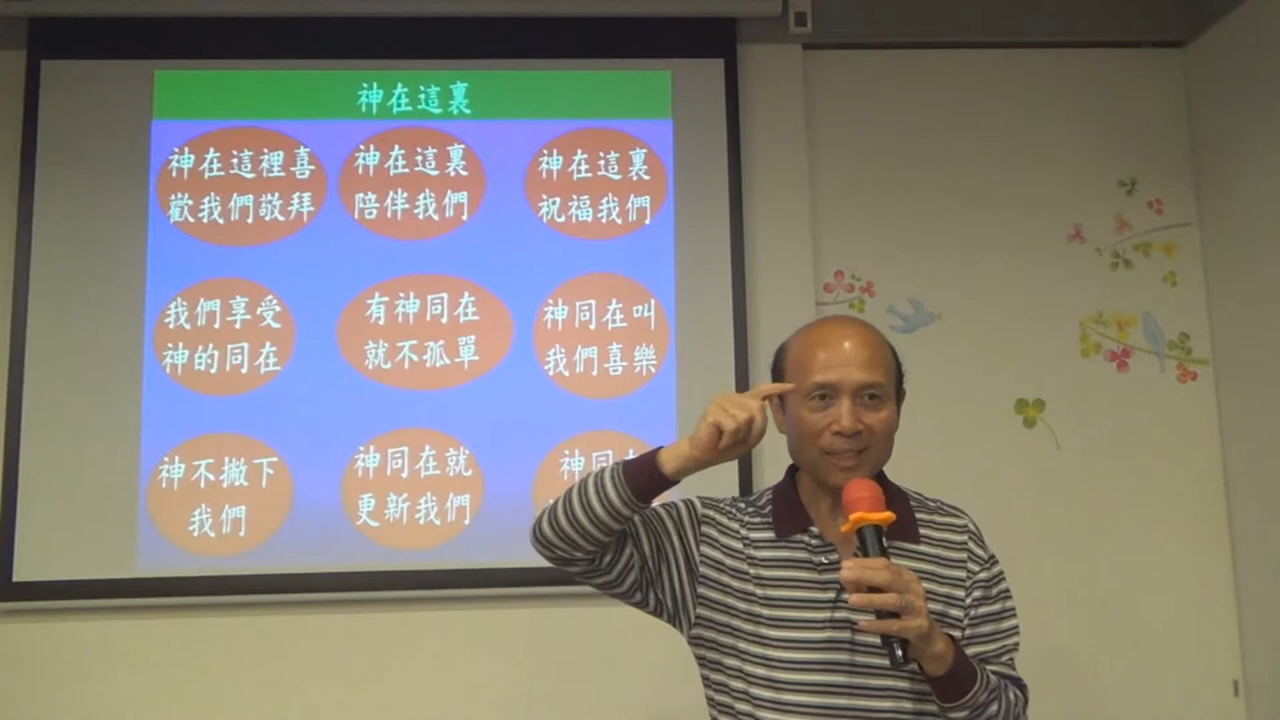 神在這裏
神在這裡喜
歡我們敬拜
神在這裏
陪伴我們
神在這裏
祝福我們
我們享受
神的同在
有神同在
就不孤單
神同在叫
我們喜樂
神不撇下
我們
神同在就
更新我們
神同在